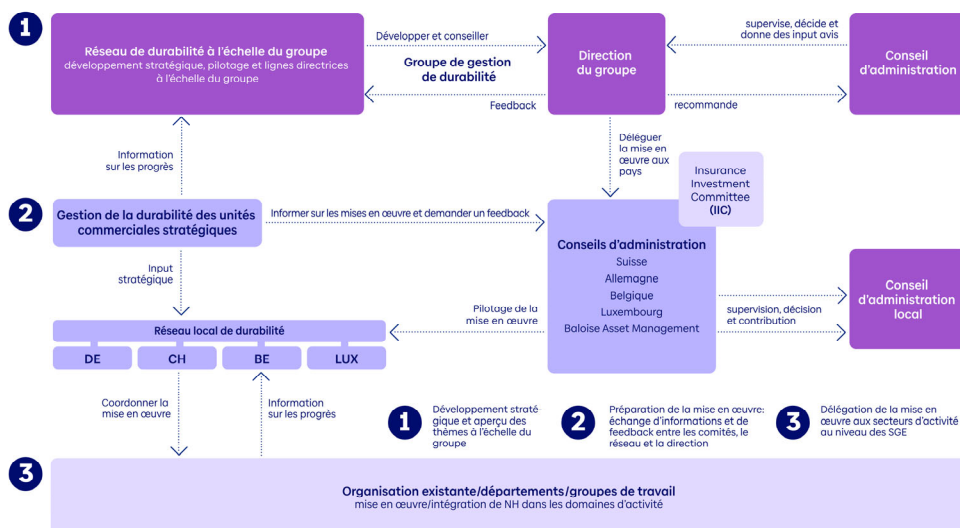 1
Réseau de durabilité à l'échelle du groupe
développement stratégique, pilotage et lignes directrices
à l'échelle du groupe
Développer et conseiller
Groupe de gestion
de durabilité
Feedback
Direction
du groupe
supervise, décide et
donne des input avis
recommande
Conseil
d'administration
Information
sur les progrès
Déléguer
la mise en
œuvre aux
pays
Insurance
Investment
Committee
(IIC)
2
Gestion de la durabilité des unités
commerciales stratégiques
Informer sur les mises en œuvre et demander un feedback
Conseils d'administration
Suisse
Allemagne
Belgique
Luxembourg
Baloise Asset Management
Input
stratégique
Pilotage de la
mise en œuvre
supervision, décision
et contribution
Conseil
d'administration
local
Réseau local de durabilité
DE
CH
BE
LUX
Coordonner la
mise en œuvre
Information
sur les progrès
1
Développement straté
gique et aperçu des
thèmes à l'échelle du
groupe
2
Préparation de la mise en œuvre:
échange d'informations et de
feedback entre les comités, le
réseau et la direction
3
Délégation de la mise en
œuvre aux secteurs d'activité
au niveau des SGE
3
Organisation existante/départements/groupes de travail
mise en œuvre/intégration de NH dans les domaines d'activité